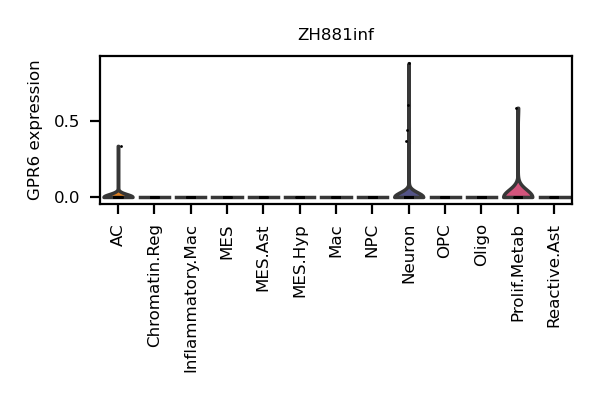 ZH881inf
GPR6 expression
0.5
0.0
AC
Chromatin.Reg
Inflammatory.Mac
MES
MES.Ast
MES.Hyp
Mac
NPC
Neuron
OPC
Oligo
Prolif.Metab
Reactive.Ast